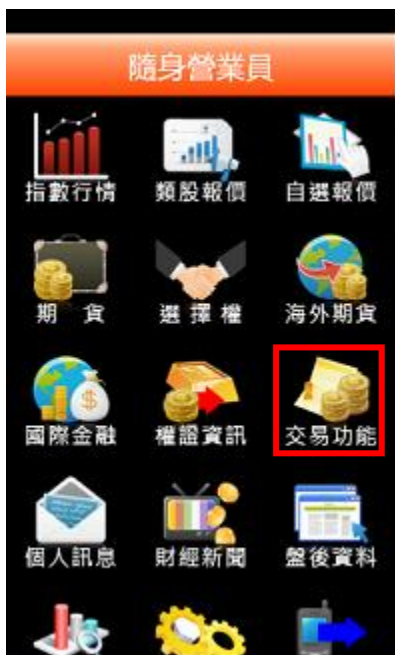 隨身營業員
指數行情 類股報價 自選報價
期 貨 選 擇 權 海外期貨
國際金融 權證資訊 交易功能
個人訊息 財經新聞 盤後資料